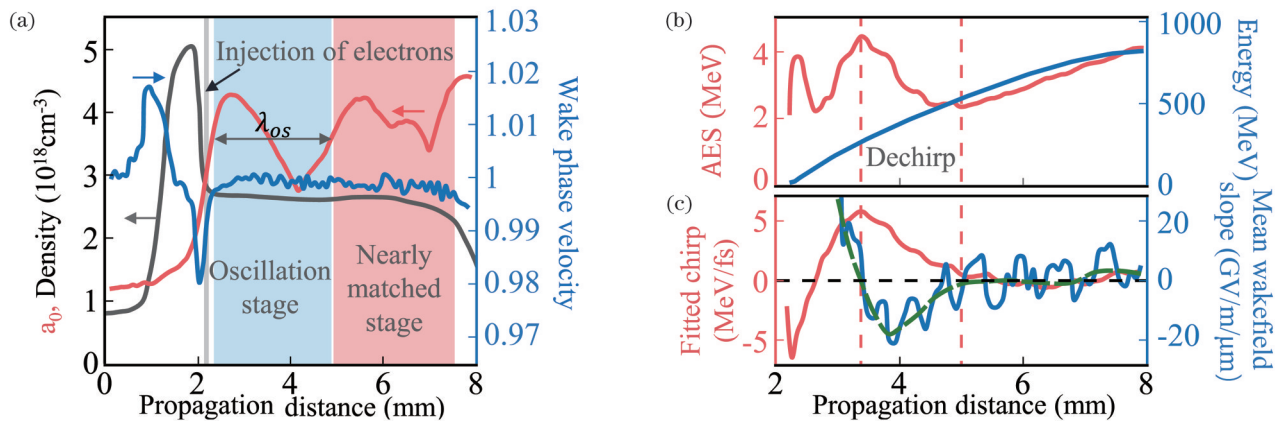 (a)
a₀, Density (10¹⁸cm⁻³)
5
4
3
2
1
0
Injection of electrons
λos
Oscillation
stage
Nearly
matched
stage
1.03
1.02
1.01
1
0.99
0.98
0.97
Wake phase velocity
0 2 4 6 8
Propagation distance (mm)
(b)
AES (MeV)
4
2
0
Dechirp
1000
500
0
Energy (MeV)
(c)
Fitted chirp
(MeV/fs)
5
0
-5
20
0
-20
Mean wakefield
slope (GV/m/μm)
2 4 6 8
Propagation distance (mm)